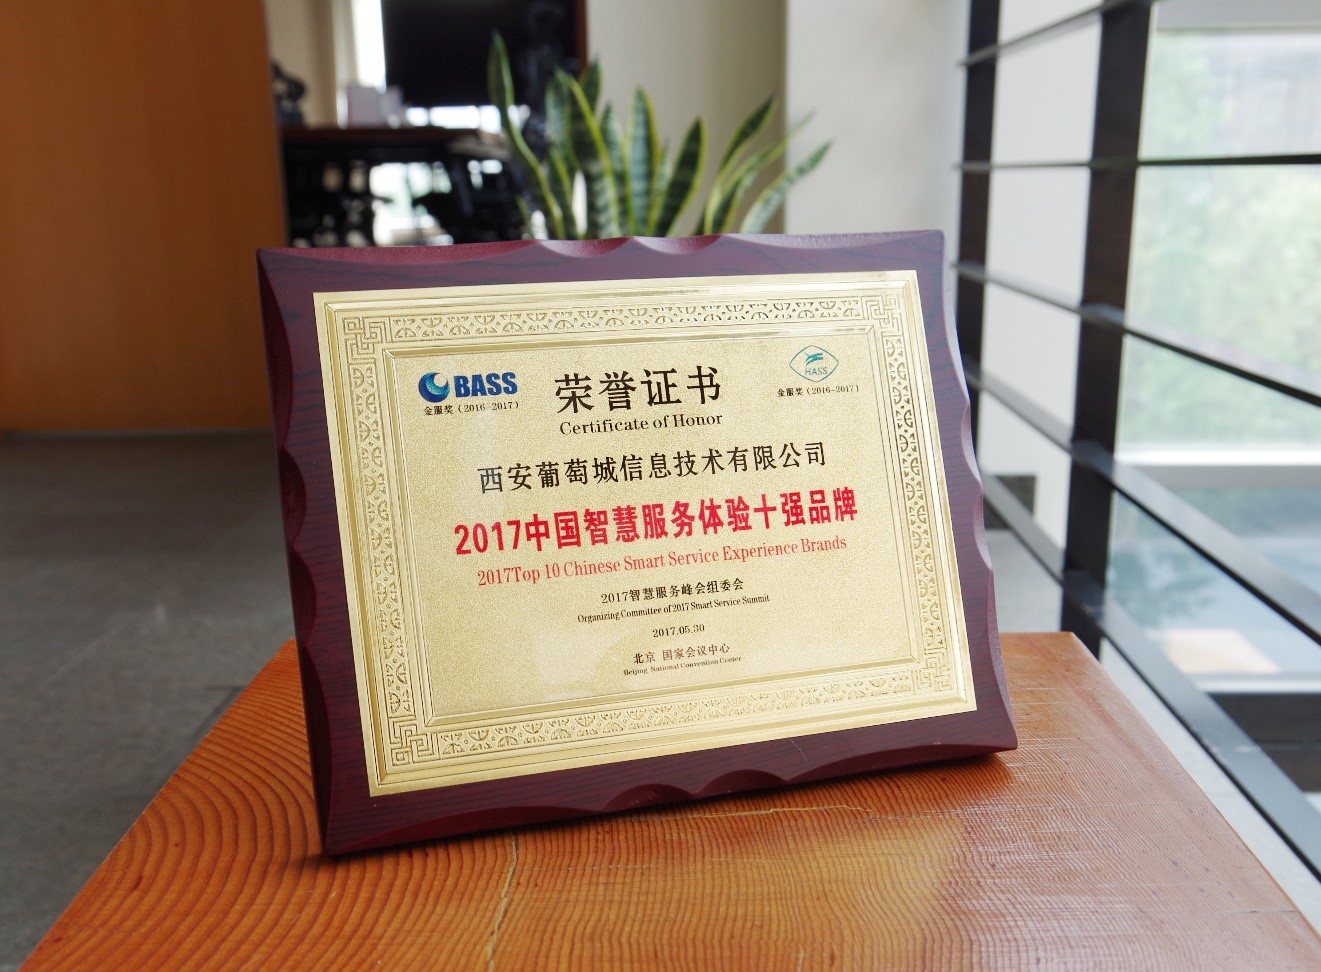 BASS
金服奖(2016-2017)
荣誉证书
Certificate of Honor
HASS
金服奖(2016-2017)
西安葡萄城信息技术有限公司
2017中国智慧服务体验十强品牌
2017Top 10 Chinese Smart Service Experience Brands
2017智慧服务峰会组委会
Organizing Committee of 2017 Smart Service Summit
2017.05.30
北京 国家会议中心
Beijing National Convention Center